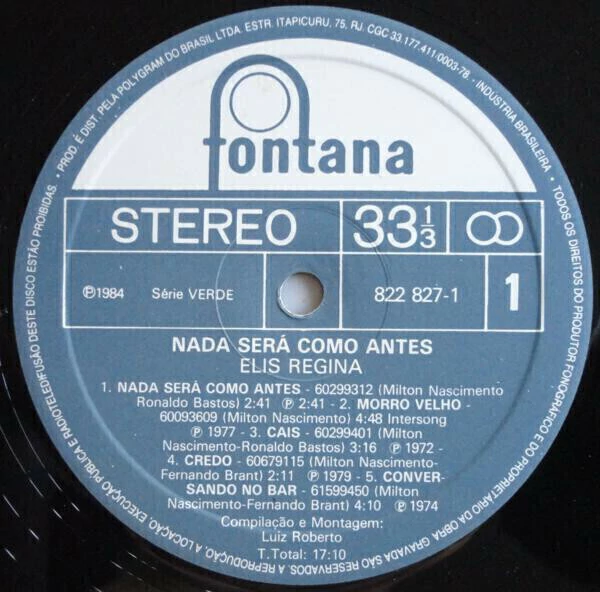 • PROD. É DIST. PELA POLYGRAM DO BRASIL LTDA. ESTR. ITAPICURU, 75, RJ. CGC 33.177.411/0003-78 - INDÚSTRIA BRASILEIRA • TODOS OS DIREITOS DO PRODUTOR FONOGRÁFICO E DO PROPRIETÁRIO DA OBRA GRAVADA SÃO RESERVADOS. A REPRODUÇÃO, A LOCAÇÃO, EXECUÇÃO PÚBLICA E RADIOTELEDIFUSÃO DESTE DISCO ESTÃO PROIBIDAS.
fontana
STEREO 33 1/3
℗1984 Série VERDE 822 827-1 1
NADA SERÁ COMO ANTES
ELIS REGINA
1. NADA SERÁ COMO ANTES - 60299312 (Milton Nascimento
Ronaldo Bastos) 2:41 ℗ 2:41 - 2. MORRO VELHO -
60093609 (Milton Nascimento) 4:48 Intersong
℗ 1977 - 3. CAIS - 60299401 (Milton
Nascimento-Ronaldo Bastos) 3:16 ℗ 1972 -
4. CREDO - 60679115 (Milton Nascimento-
Fernando Brant) 2:11 ℗ 1979 - 5. CONVER-
SANDO NO BAR - 61599450 (Milton
Nascimento-Fernando Brant) 4:10 ℗ 1974
Compilação e Montagem:
Luiz Roberto
T.Total: 17:10